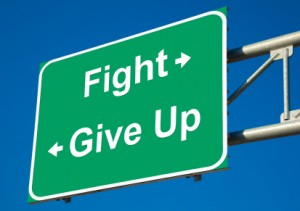 Fight →
← Give Up